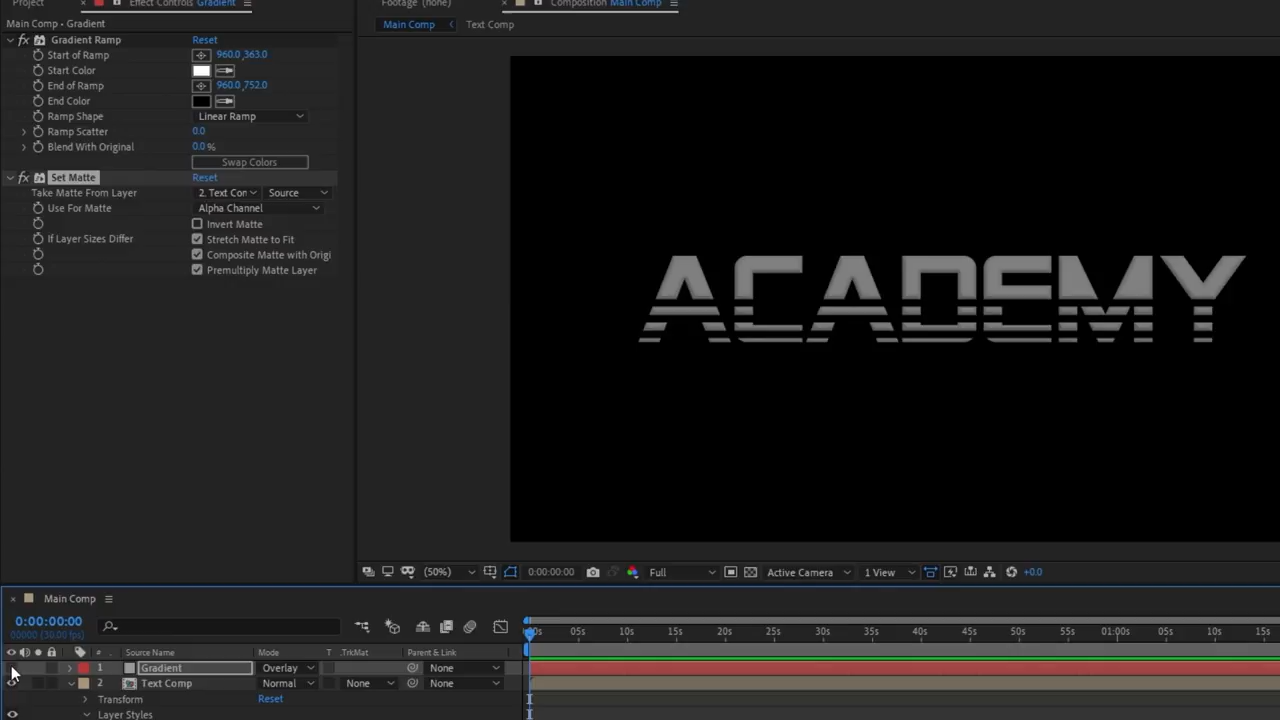 Project Effect Controls Gradient Footage (none) Composition Main Comp
Main Comp • Gradient
Main Comp Text Comp
fx Gradient Ramp Reset
Start of Ramp 960.0,363.0
Start Color
End of Ramp 960.0,752.0
End Color
Ramp Shape Linear Ramp
Ramp Scatter 0.0
Blend With Original 0.0 %
Swap Colors
fx Set Matte Reset
Take Matte From Layer 2. Text Con Source
Use For Matte Alpha Channel
Invert Matte
If Layer Sizes Differ Stretch Matte to Fit
Composite Matte with Origi
Premultiply Matte Layer
ACADEMY
(50%) 0:00:00:00 Full Active Camera 1 View +0.0
Main Comp
0:00:00:00
00000 (30.00 fps)
00s 05s 10s 15s 20s 25s 30s 35s 40s 45s 50s 55s 01:00s 05s 10s 15s
# Source Name Mode T .TrkMat Parent & Link
1 Gradient Overlay None
2 Text Comp Normal None None
Transform Reset
Layer Styles